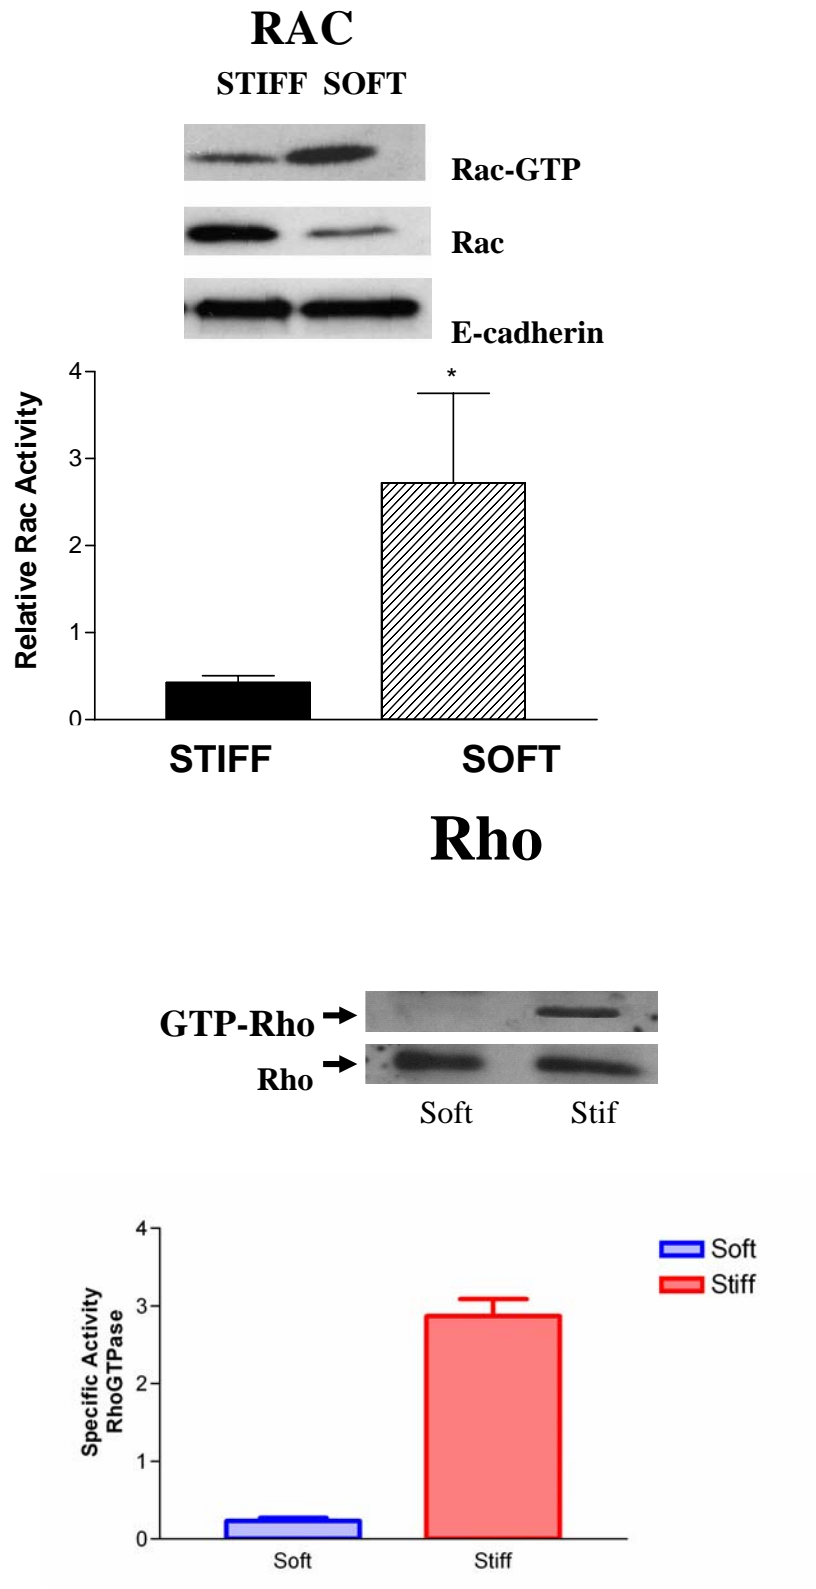 RAC
STIFF SOFT
Rac-GTP
Rac
E-cadherin
*
4
3
2
1
0
Relative Rac Activity
STIFF SOFT
Rho
GTP-Rho
Rho
Soft Stif
4
3
2
1
0
Specific Activity
RhoGTPase
Soft
Stiff
Soft Stiff